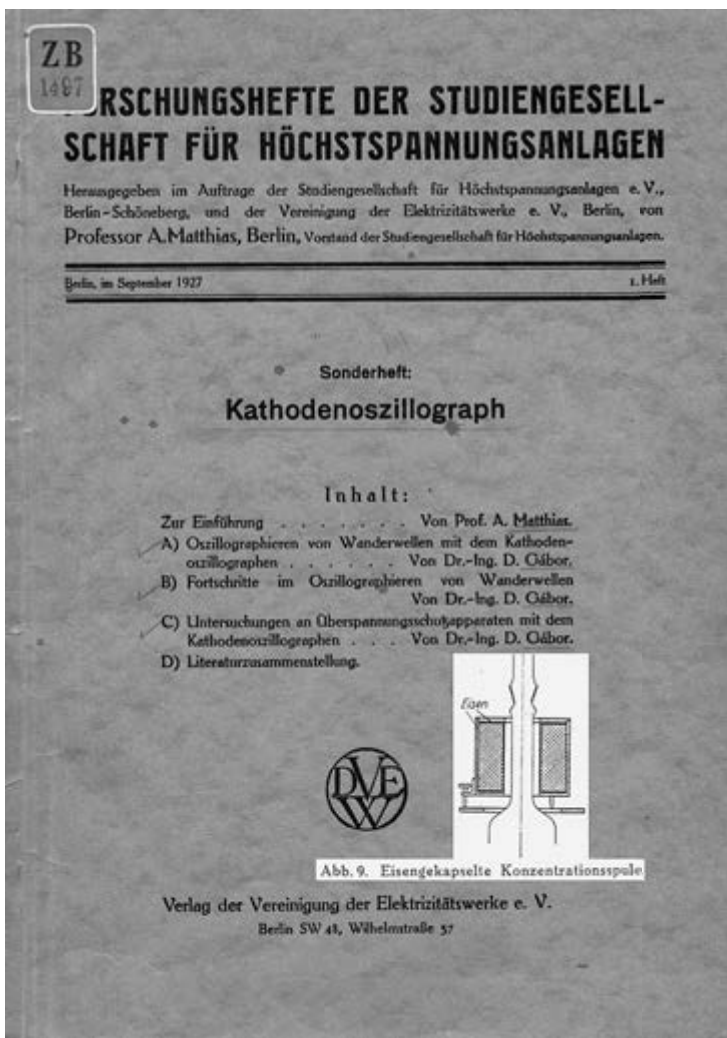 ZB
1497
FORSCHUNGSHEFTE DER STUDIENGESELL-
SCHAFT FÜR HÖCHSTSPANNUNGSANLAGEN
Herausgegeben im Auftrage der Studiengesellschaft für Höchstspannungsanlagen e. V.,
Berlin-Schöneberg, und der Vereinigung der Elektrizitätswerke e. V., Berlin, von
Professor A. Matthias, Berlin, Vorstand der Studiengesellschaft für Höchstspannungsanlagen.
Berlin, im September 1927 1. Heft
Sonderheft:
Kathodenoszillograph
Inhalt:
Zur Einführung . . . . . . . Von Prof. A. Matthias.
A) Oszillographieren von Wanderwellen mit dem Kathoden-
oszillographen . . . . . . Von Dr.-Ing. D. Gábor.
B) Fortschritte im Oszillographieren von Wanderwellen
Von Dr.-Ing. D. Gábor.
C) Untersuchungen an Überspannungsschutzapparaten mit dem
Kathodenoszillographen . . . Von Dr.-Ing. D. Gábor.
D) Literaturzusammenstellung.
Eisen
VDEW
Abb. 9. Eisengekapselte Konzentrationsspule
Verlag der Vereinigung der Elektrizitätswerke e. V.
Berlin SW 48, Wilhelmstraße 37